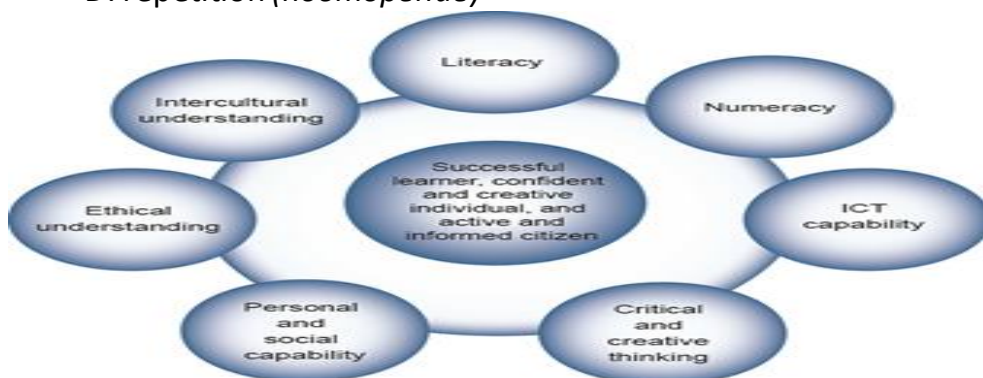 repetition
Literacy
Intercultural
understanding
Numeracy
Successful
learner, confident
and creative
individual, and
active and
informed citizen
Ethical
understanding
ICT
capability
Personal
and
social
capability
Critical
and
creative
thinking